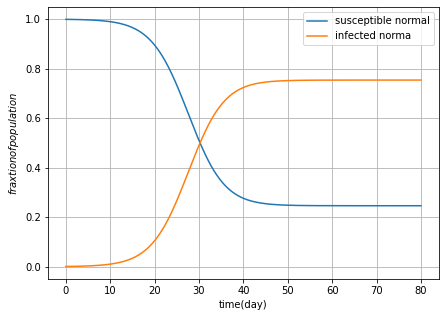 susceptible normal
infected norma
1.0
0.8
0.6
0.4
0.2
0.0
fraxtionofpopulation
0 10 20 30 40 50 60 70 80
time(day)